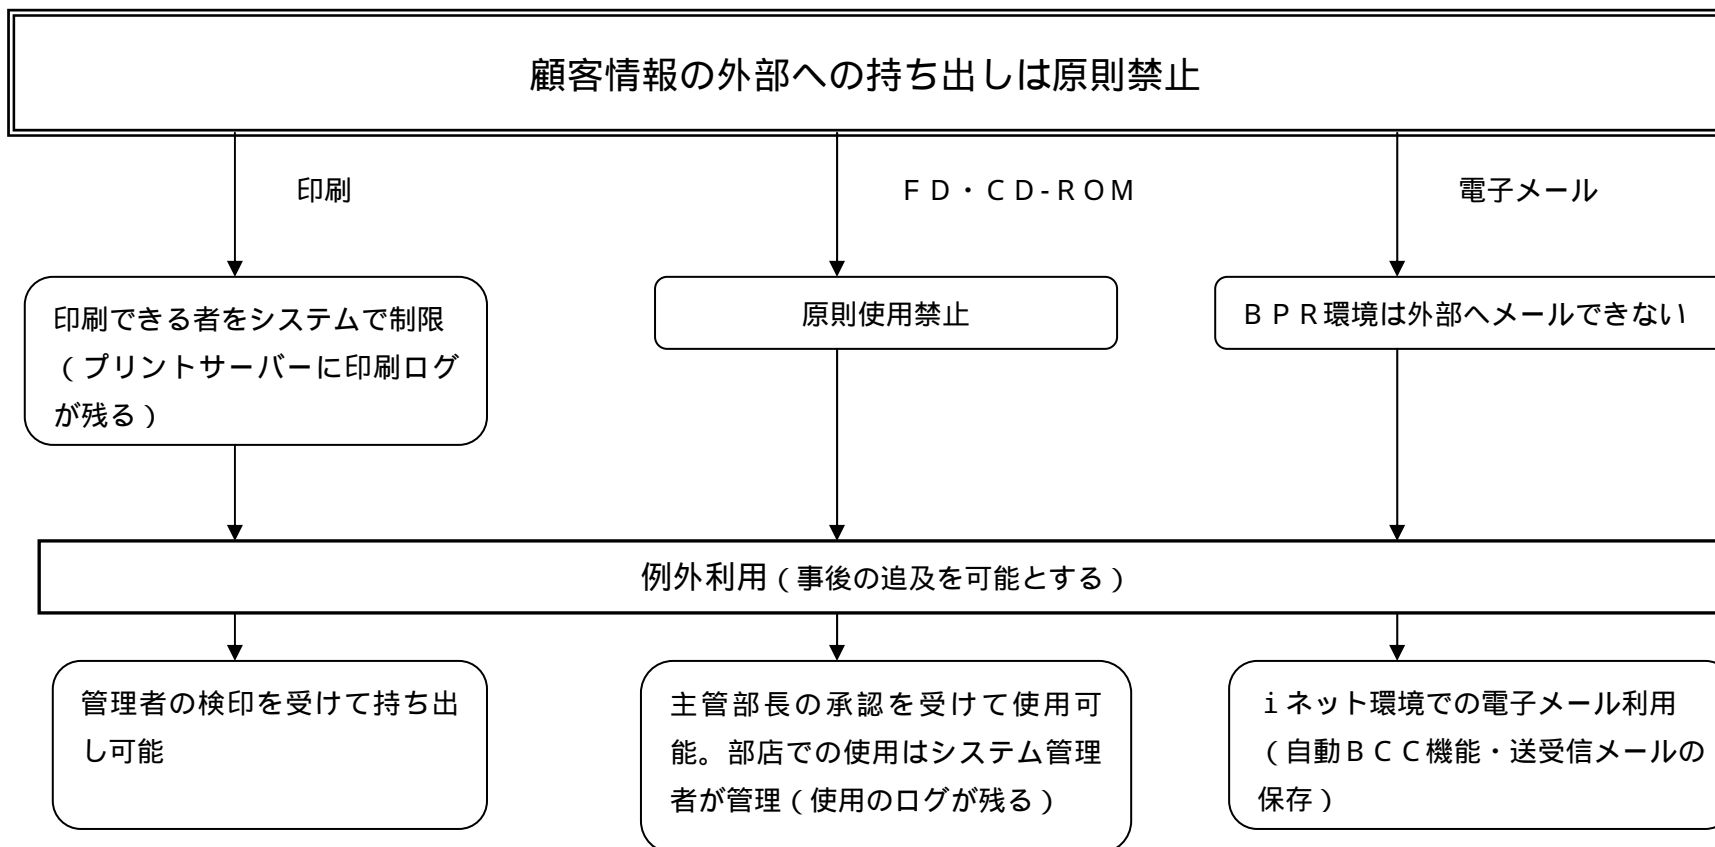 顧客情報の外部への持ち出しは原則禁止
印刷
ＦＤ・ＣＤ-ＲＯＭ
電子メール
印刷できる者をシステムで制限
（プリントサーバーに印刷ログ
が残る）
原則使用禁止
ＢＰＲ環境は外部へメールできない
例外利用（事後の追及を可能とする）
管理者の検印を受けて持ち出
し可能
主管部長の承認を受けて使用可
能。部店での使用はシステム管理
者が管理（使用のログが残る）
ｉネット環境での電子メール利用
（自動ＢＣＣ機能・送受信メールの
保存）